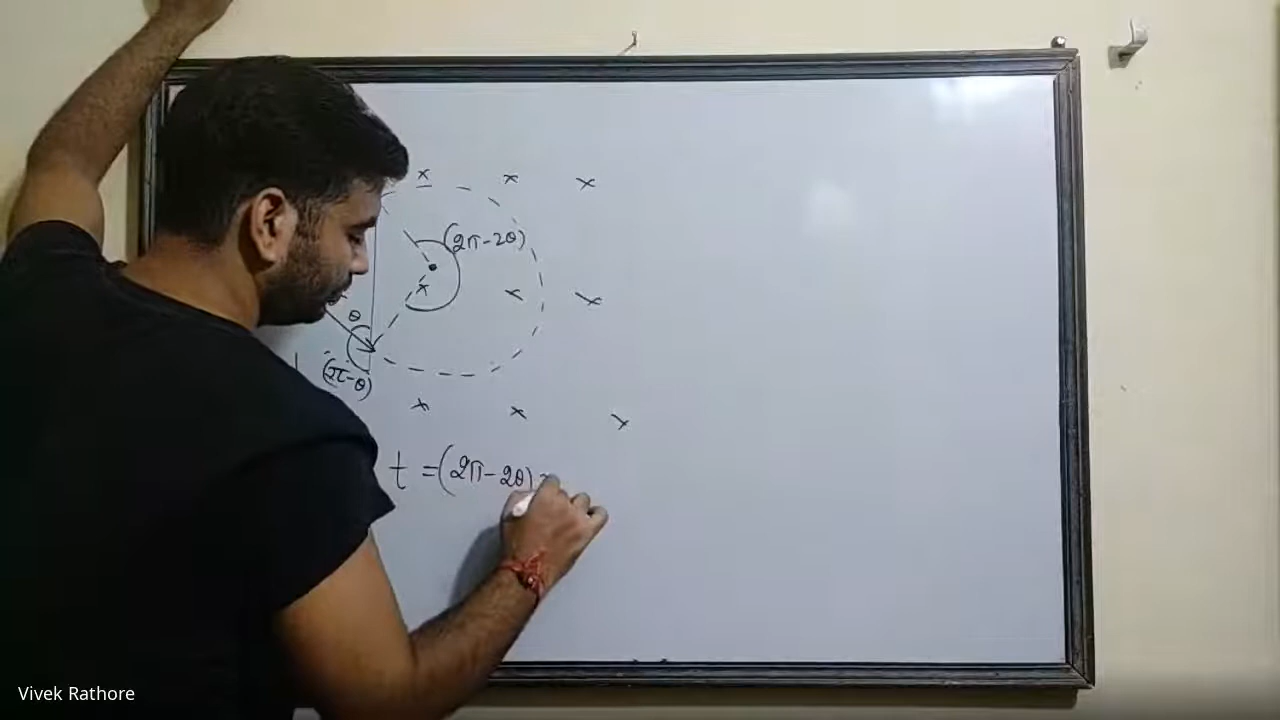 × × ×
(2π-2θ)
× × ×
θ
(π-θ)
× × ×
t = (2π-2θ)
Vivek Rathore